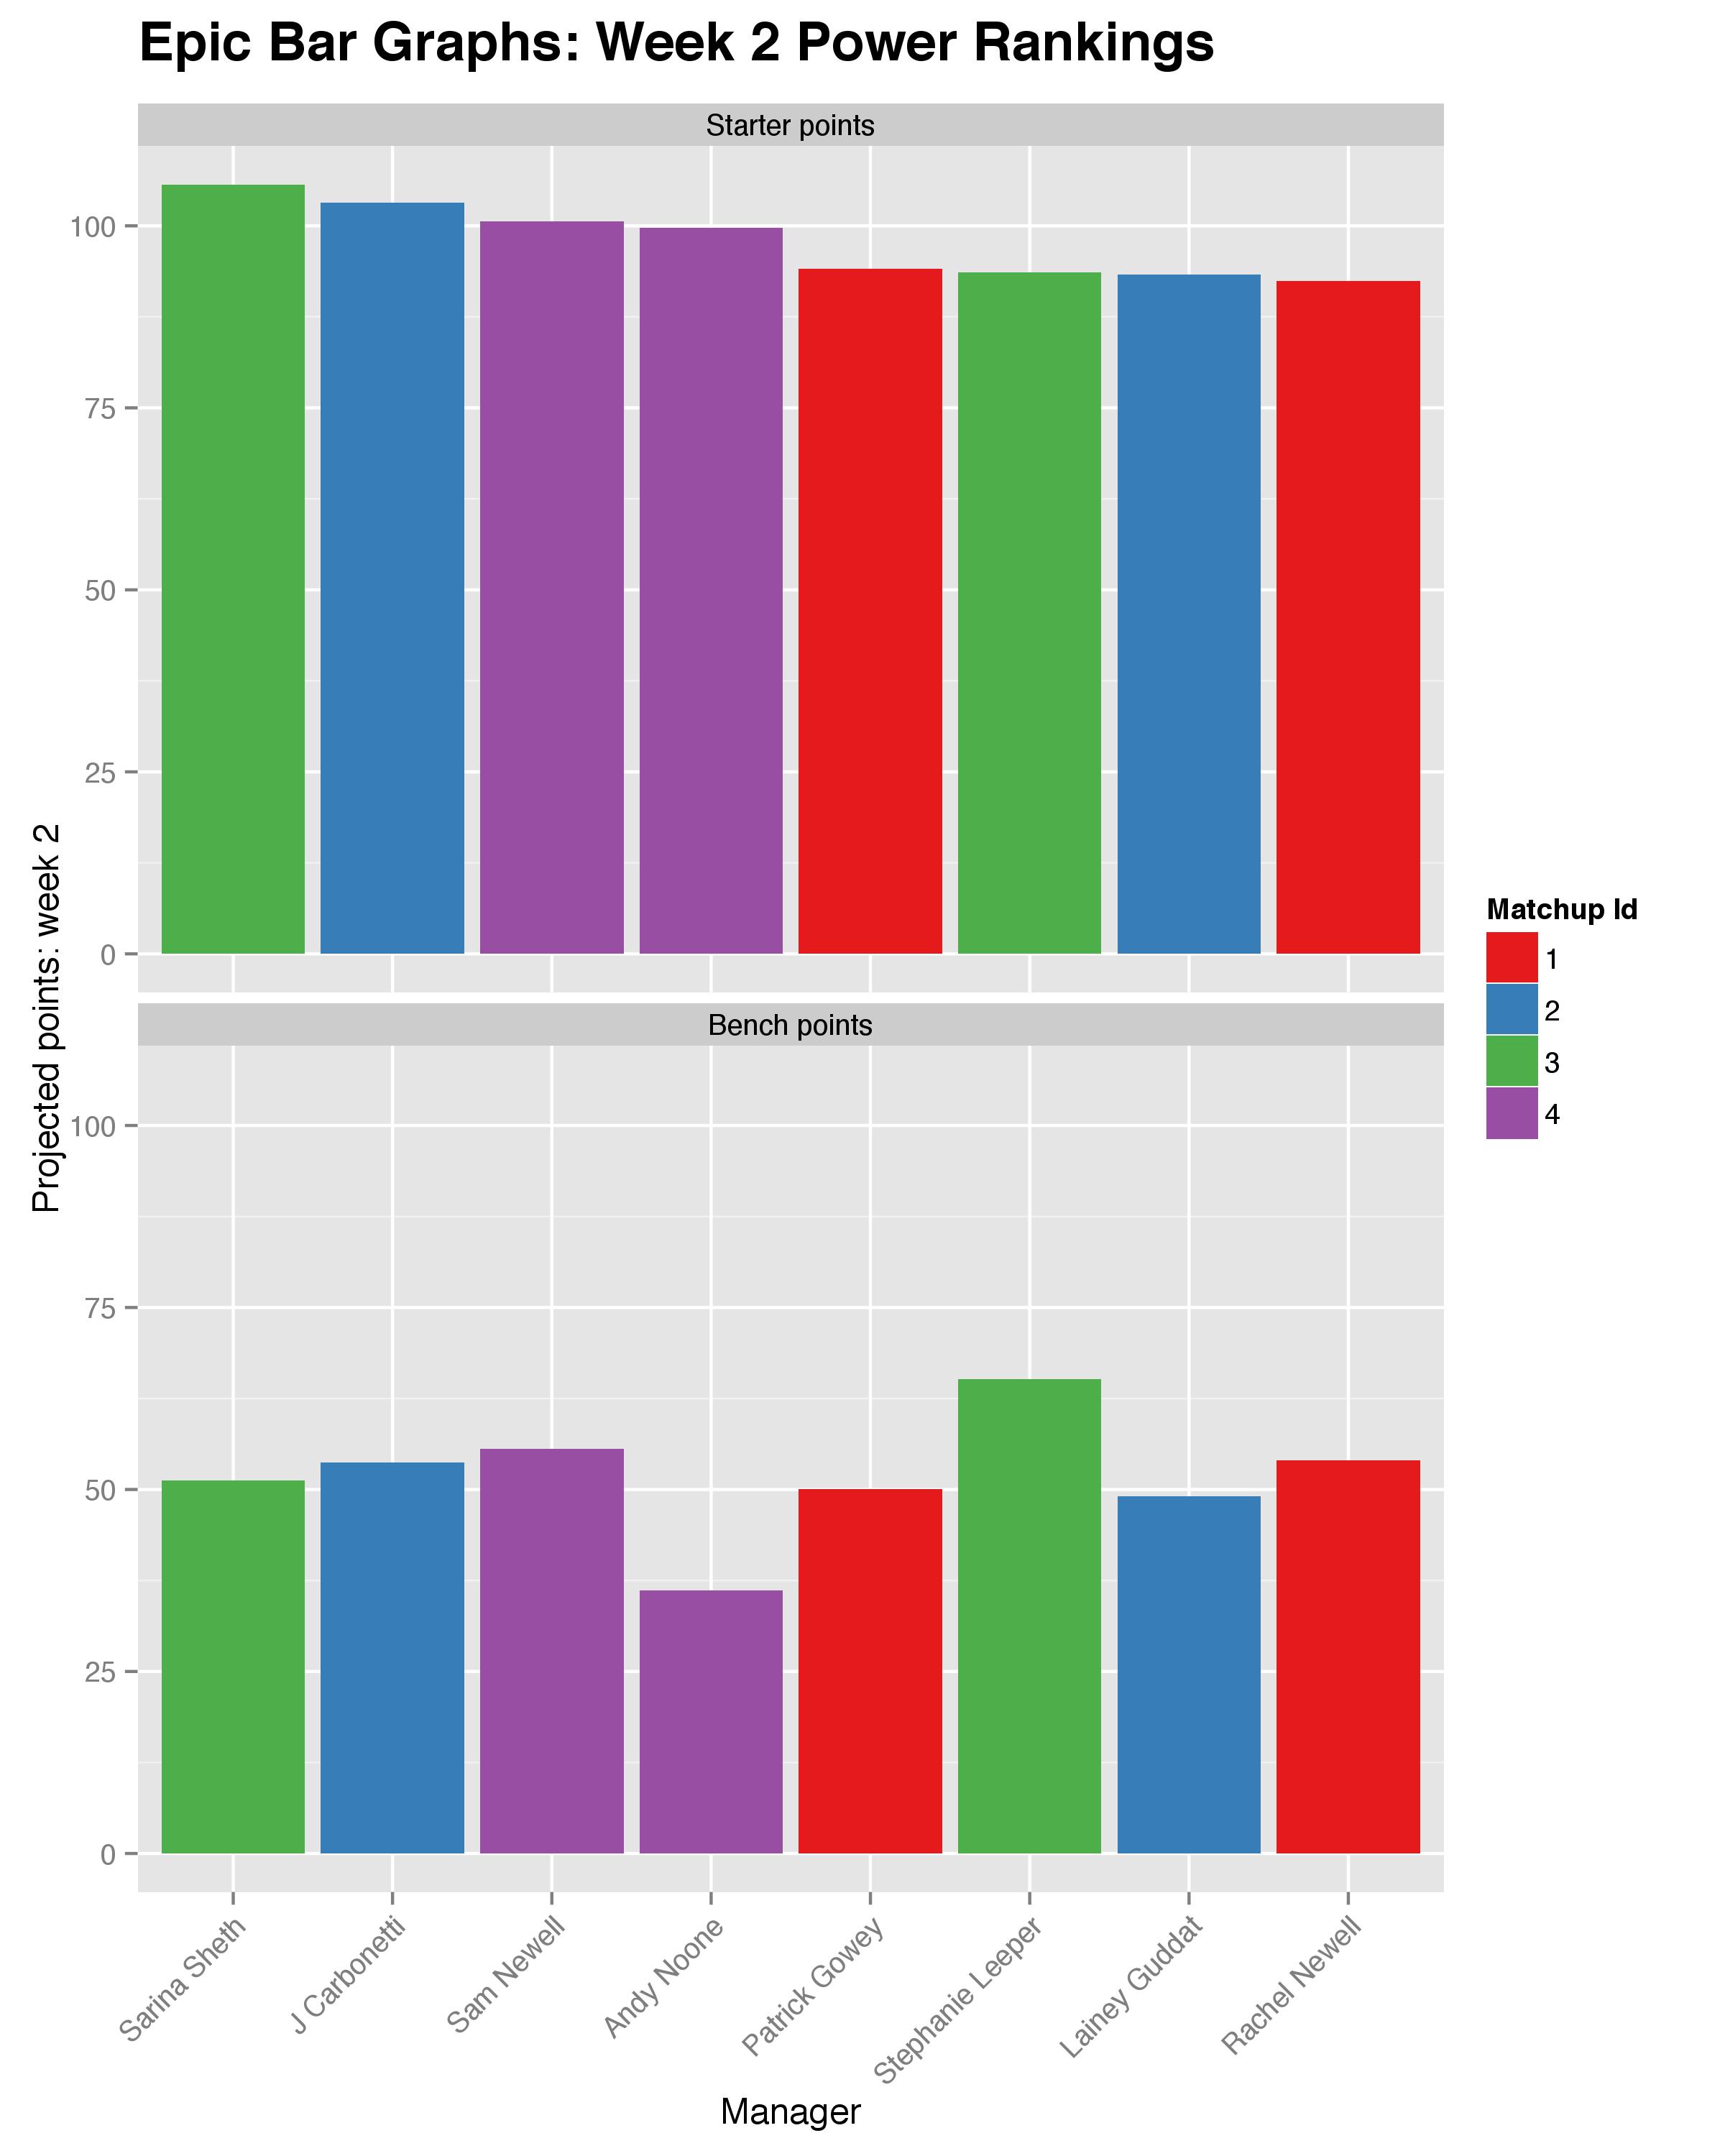 Epic Bar Graphs: Week 2 Power Rankings
Starter points
100
75
50
25
0
Projected points: week 2
Bench points
100
75
50
25
0
Sarina Sheth
J Carbonetti
Sam Newell
Andy Noone
Patrick Gowey
Stephanie Leeper
Lainey Guddat
Rachel Newell
Manager
Matchup Id
1
2
3
4